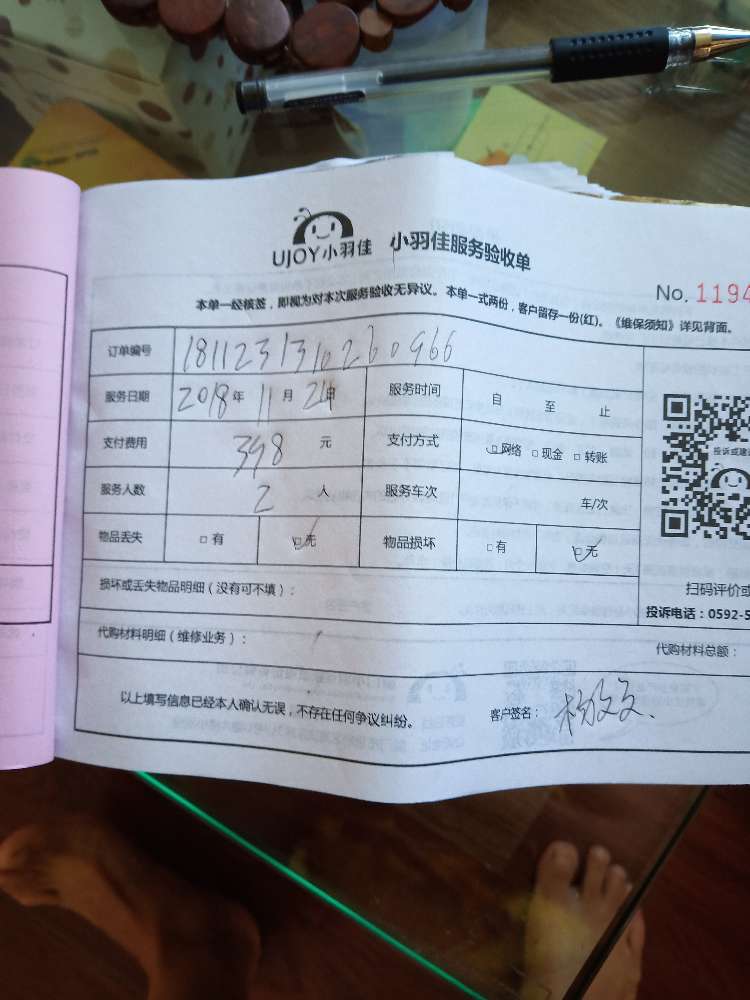 UJOY小羽佳 小羽佳服务验收单
No. 1194
本单一经核签，即视为对本次服务验收无异议。本单一式两份，客户留存一份(红)。《维保须知》详见背面。
订单编号 1811231310260966
服务日期 2018年 11月 24日 服务时间 自 至 止
支付费用 398 元 支付方式 □网络 □现金 □转账
投诉或建
服务人数 2 人 服务车次 车/次
物品丢失 □有 □无 物品损坏 □有 □无
扫码评价或
损坏或丢失物品明细（没有可不填）：
投诉电话：0592-5
代购材料明细（维修业务）： 代购材料总额：
以上填写信息已经本人确认无误，不存在任何争议纠纷。 客户签名：